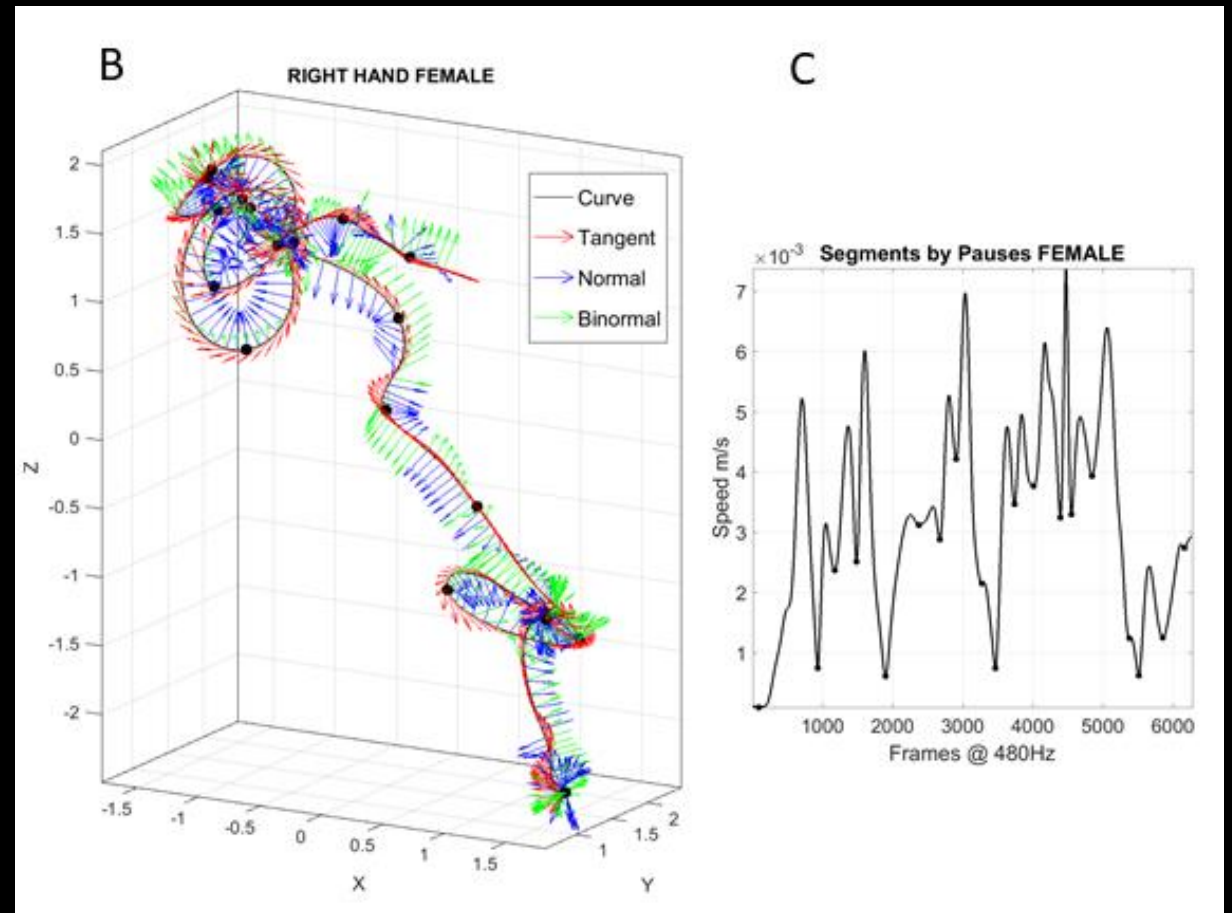 B
RIGHT HAND FEMALE
2
1.5
1
0.5
0
-0.5
-1
-1.5
-2
Z
-1.5
-1
-0.5
0
0.5
1
1.5
X
1
1.5
2
Y
Curve
Tangent
Normal
Binormal
C
×10⁻³ Segments by Pauses FEMALE
7
6
5
4
3
2
1
Speed m/s
1000 2000 3000 4000 5000 6000
Frames @ 480Hz